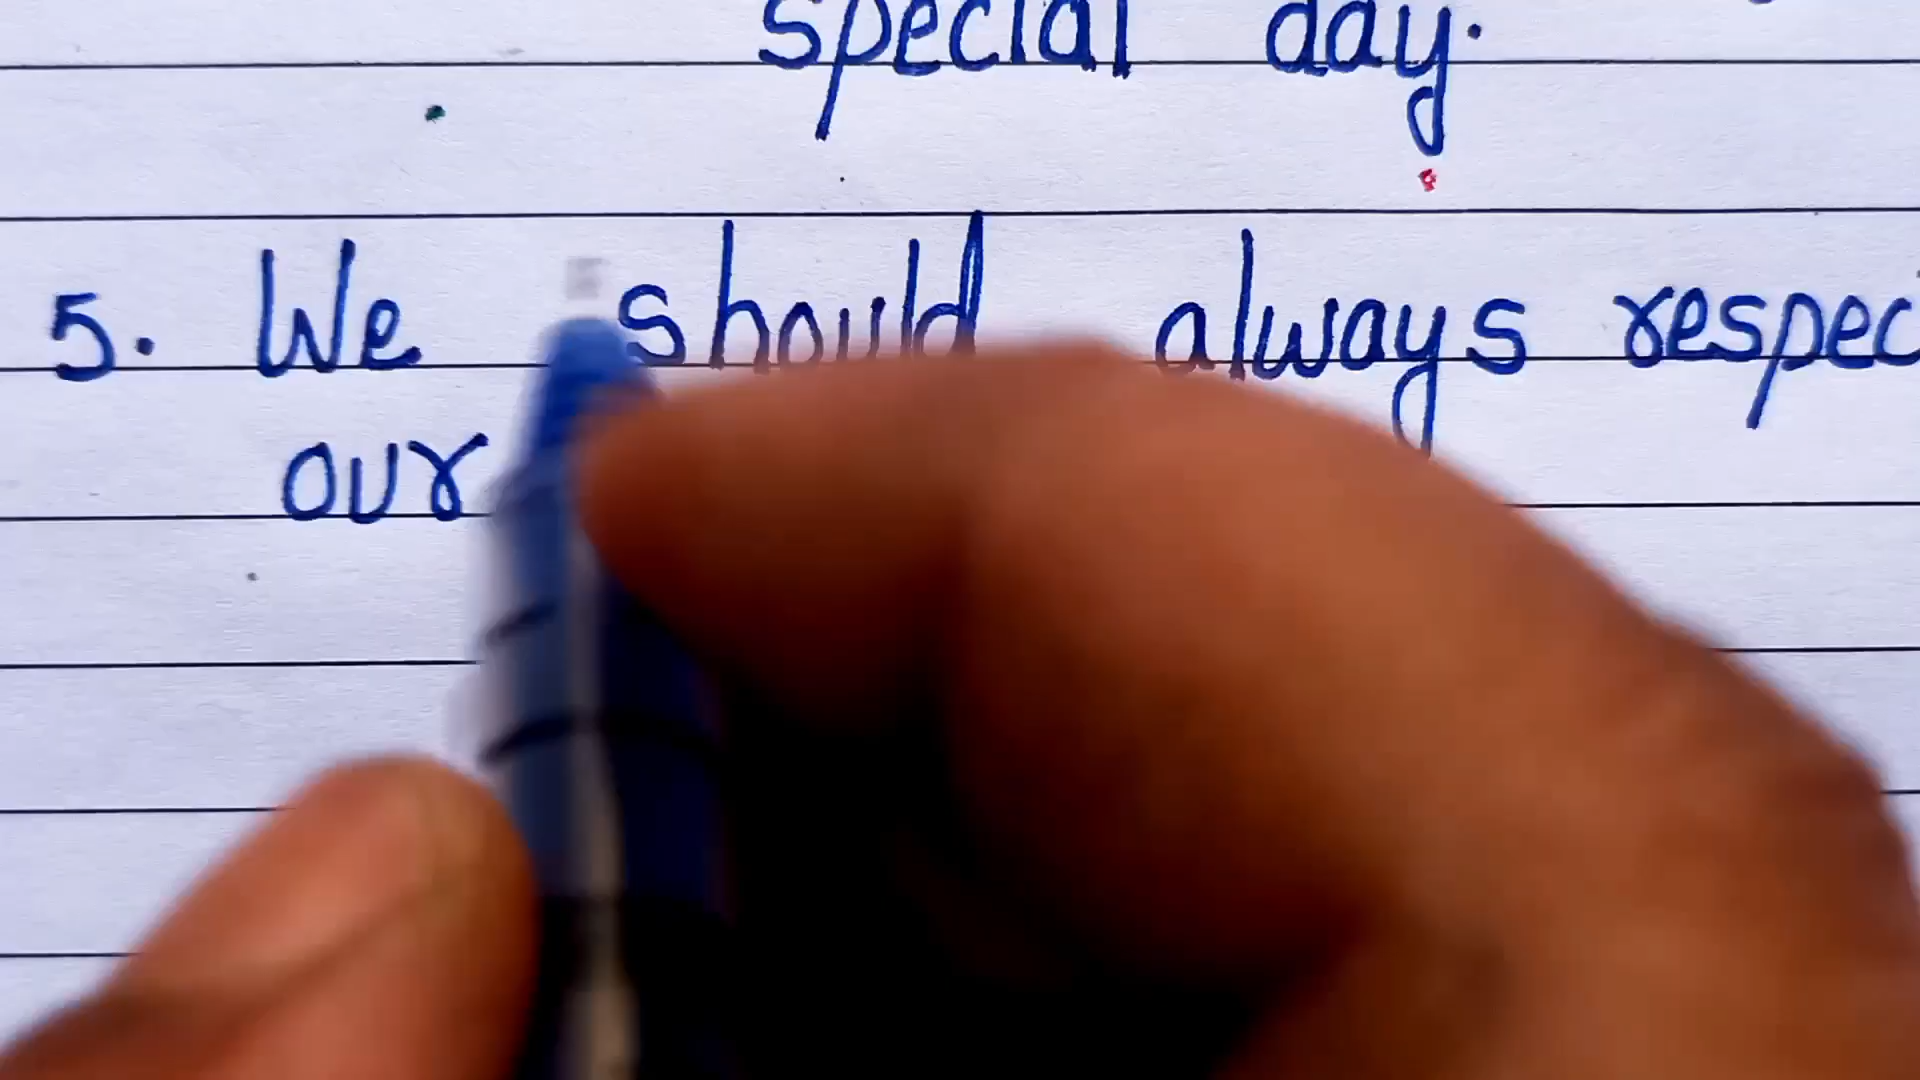 special day.
5. We should always respec
our